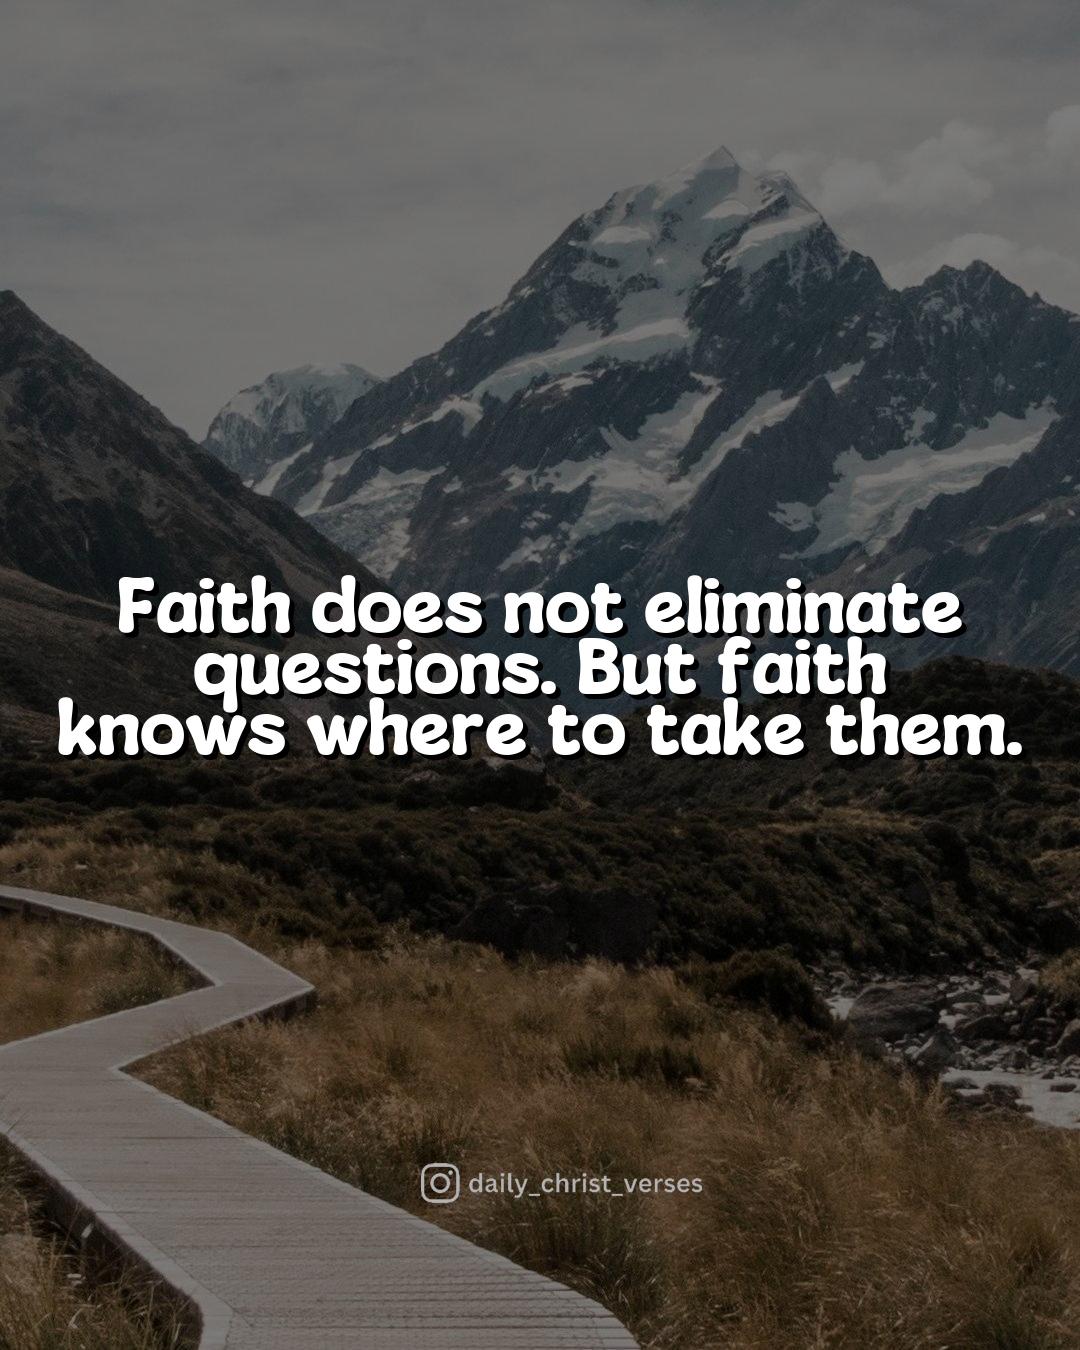 Faith does not eliminate
questions. But faith
knows where to take them.
daily_christ_verses